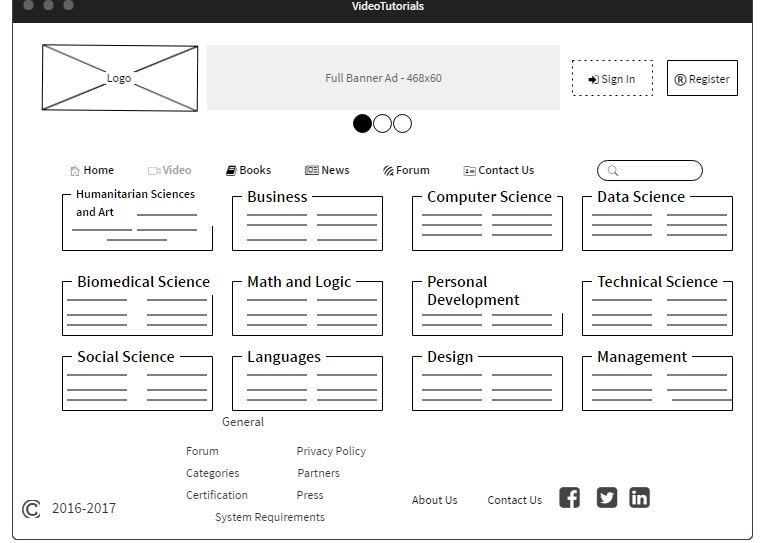 VideoTutorials
Logo
Full Banner Ad - 468x60
Sign In
® Register
Home
Video
Books
News
Forum
Contact Us
Humanitarian Sciences
and Art
Business
Computer Science
Data Science
Biomedical Science
Math and Logic
Personal
Development
Technical Science
Social Science
Languages
Design
Management
General
Forum
Privacy Policy
Categories
Partners
Certification
Press
System Requirements
About Us
Contact Us
© 2016-2017